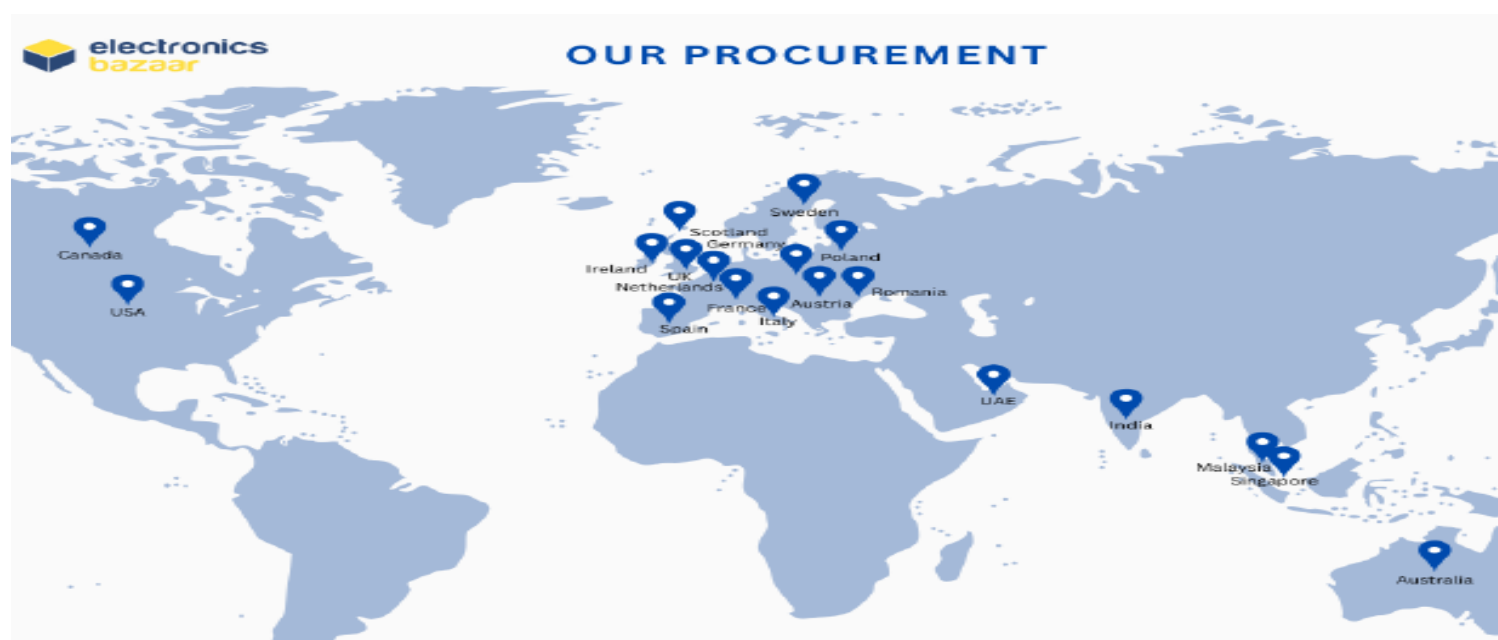 electronics
bazaar
OUR PROCUREMENT
Sweden
Scotland
Canada
Germany
Poland
Ireland
UK
Netherlands
Romania
Austria
France
USA
Italy
Spain
UAE
India
Malaysia
Singapore
Australia